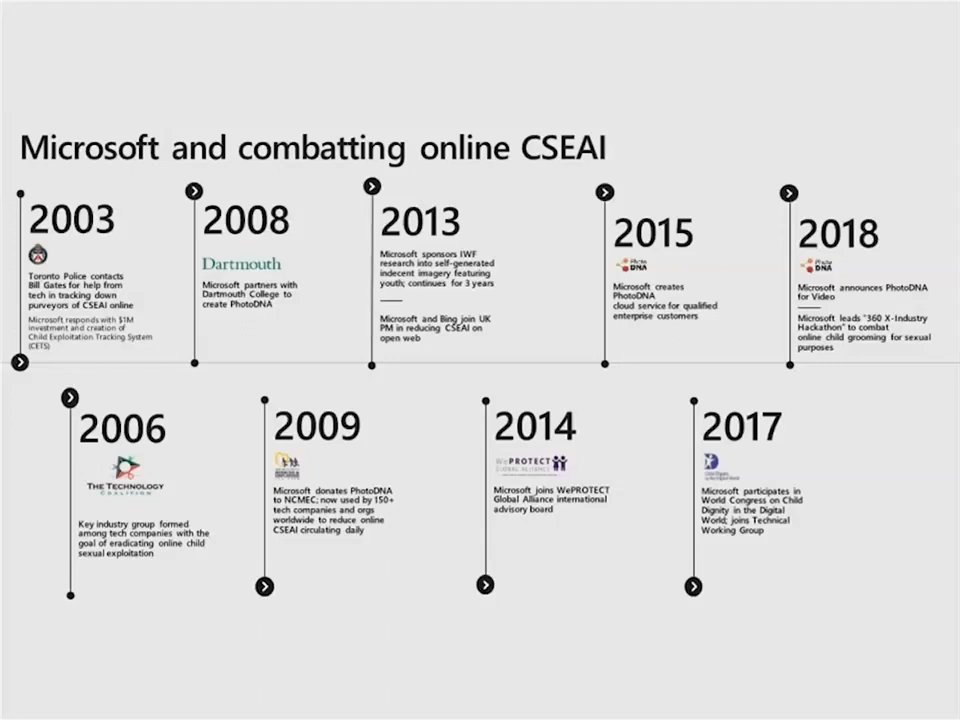 Microsoft and combatting online CSEAI
2003
Toronto Police contacts
Bill Gates for help from
tech in tracking down
purveyors of CSEAI online
Microsoft responds with $1M
investment and creation of
Child Exploitation Tracking System
(CETS)
2008
Dartmouth
Microsoft partners with
Dartmouth College to
create PhotoDNA
2013
Microsoft sponsors IWF
research into self-generated
indecent imagery featuring
youth; continues for 3 years
Microsoft and Bing join UK
PM in reducing CSEAI on
open web
2015
Photo
DNA
Microsoft creates
PhotoDNA
cloud service for qualified
enterprise customers
2018
Photo
DNA
Microsoft announces PhotoDNA
for Video
Microsoft leads "360 X-Industry
Hackathon" to combat
online child grooming for sexual
purposes
2006
THE TECHNOLOGY
COALITION
Key industry group formed
among tech companies with the
goal of eradicating online child
sexual exploitation
2009
Microsoft donates PhotoDNA
to NCMEC; now used by 150+
tech companies and orgs
worldwide to reduce online
CSEAI circulating daily
2014
WePROTECT
GLOBAL ALLIANCE
Microsoft joins WePROTECT
Global Alliance international
advisory board
2017
Microsoft participates in
World Congress on Child
Dignity in the Digital
World; joins Technical
Working Group